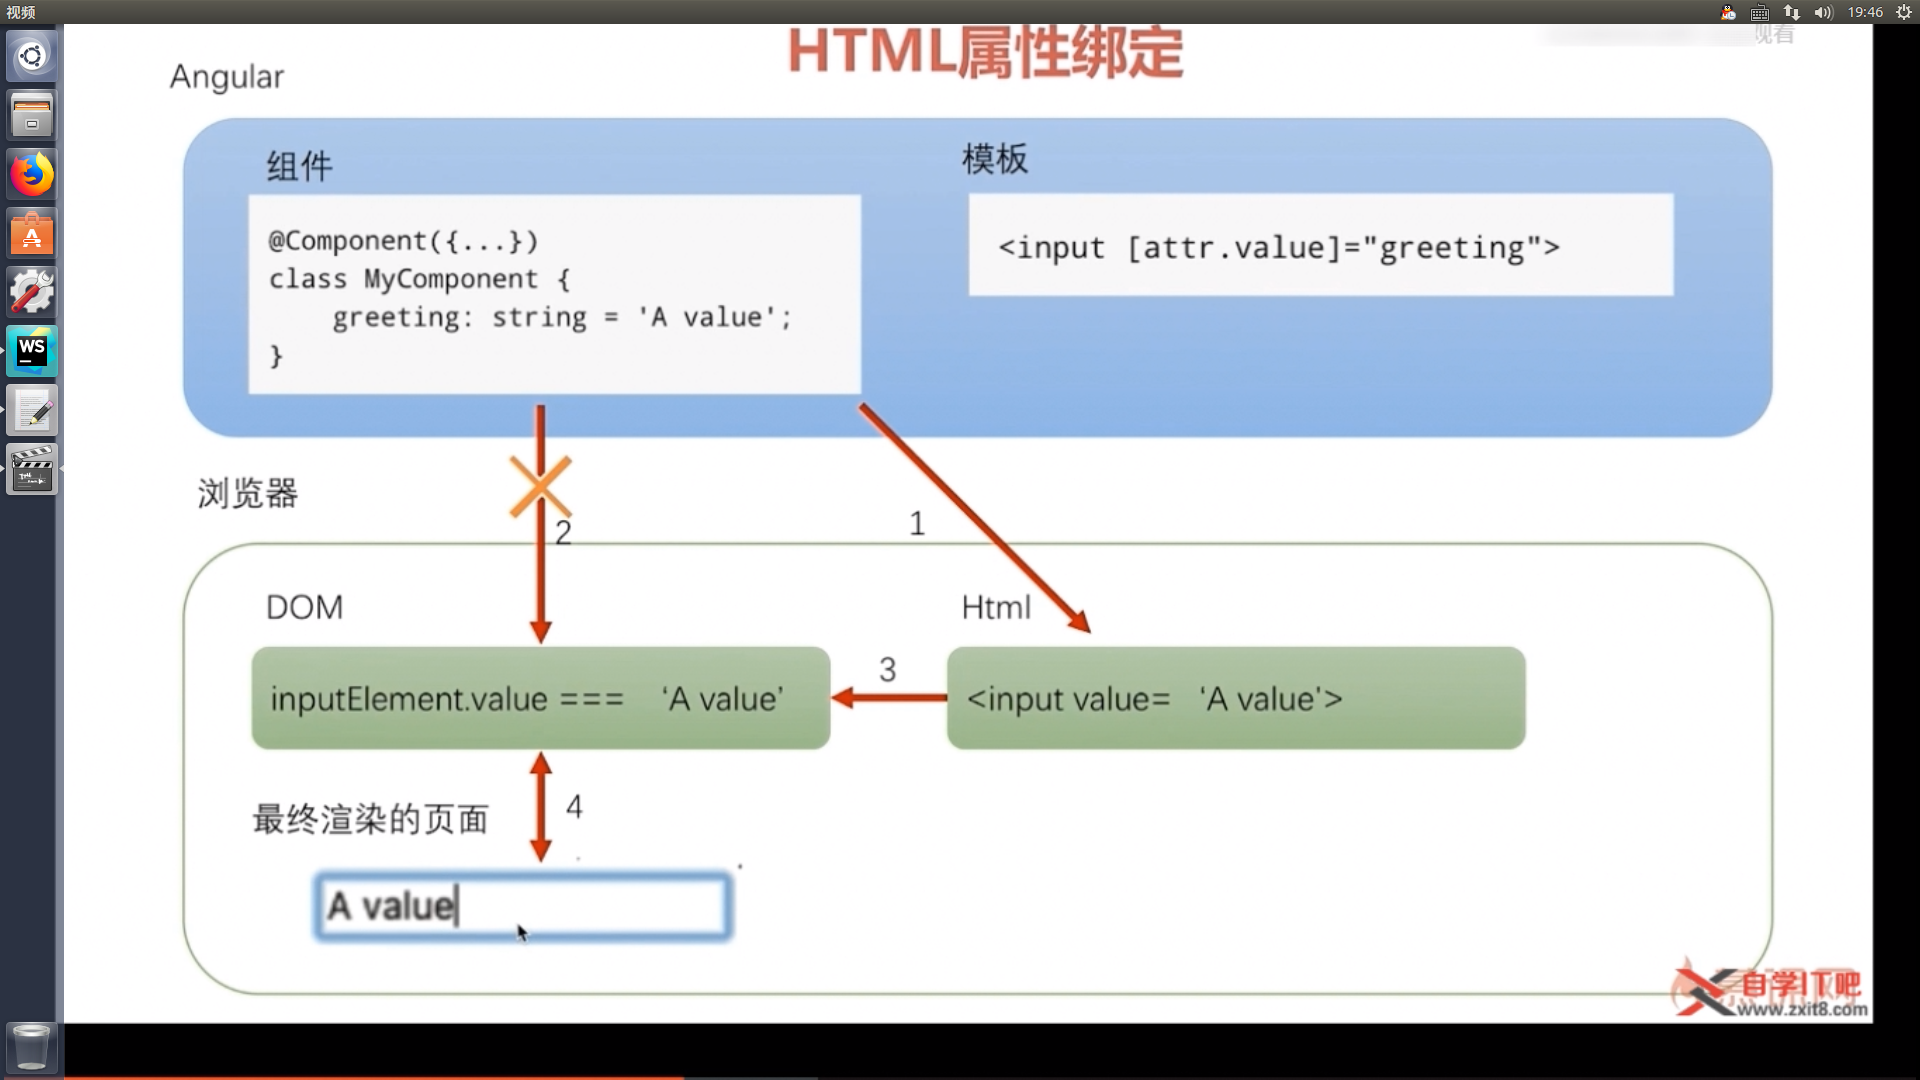 视频
19:46
观看
HTML属性绑定
Angular
组件
模板
@Component({...})
class MyComponent {
greeting: string = 'A value';
}
<input [attr.value]="greeting">
浏览器
2
1
DOM
Html
inputElement.value === ‘A value’
3
<input value= ‘A value’>
最终渲染的页面
4
A value
自学IT吧
www.zxit8.com
WS